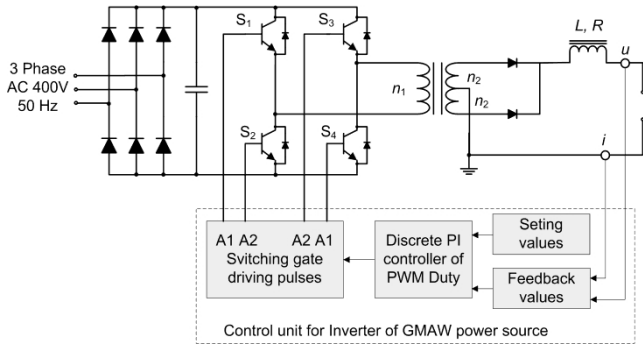 S1 S3
L, R
u
3 Phase
AC 400V
50 Hz
n1 n2
n2
S2 S4
i
A1 A2 A2 A1
Switching gate
driving pulses
Discrete PI
controller of
PWM Duty
Seting
values
Feedback
values
Control unit for Inverter of GMAW power source